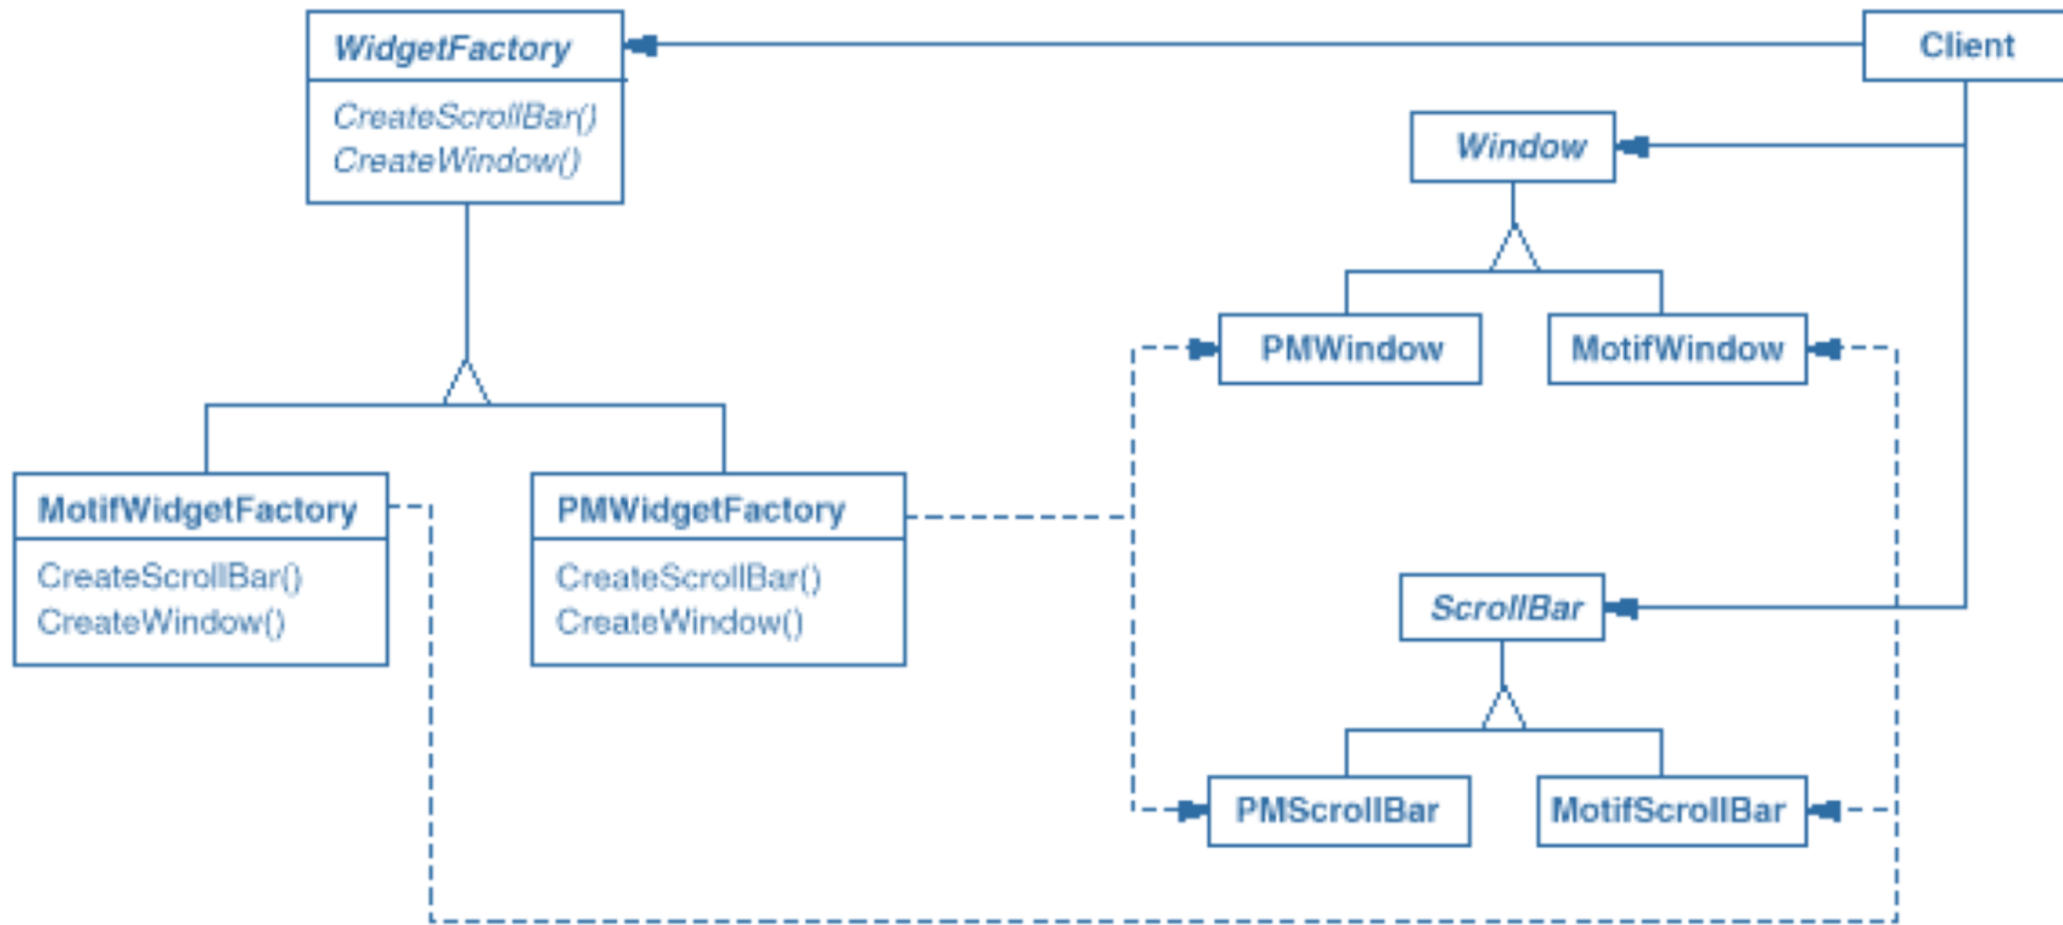 WidgetFactory
CreateScrollBar()
CreateWindow()
Client
Window
PMWindow
MotifWindow
MotifWidgetFactory
CreateScrollBar()
CreateWindow()
PMWidgetFactory
CreateScrollBar()
CreateWindow()
ScrollBar
PMScrollBar
MotifScrollBar